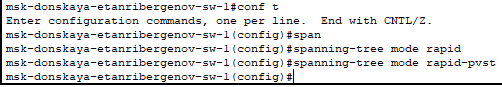 msk-donskaya-etanribergenov-sw-1#conf t
Enter configuration commands, one per line.  End with CNTL/Z.
msk-donskaya-etanribergenov-sw-1(config)#span
msk-donskaya-etanribergenov-sw-1(config)#spanning-tree mode rapid
msk-donskaya-etanribergenov-sw-1(config)#spanning-tree mode rapid-pvst
msk-donskaya-etanribergenov-sw-1(config)#